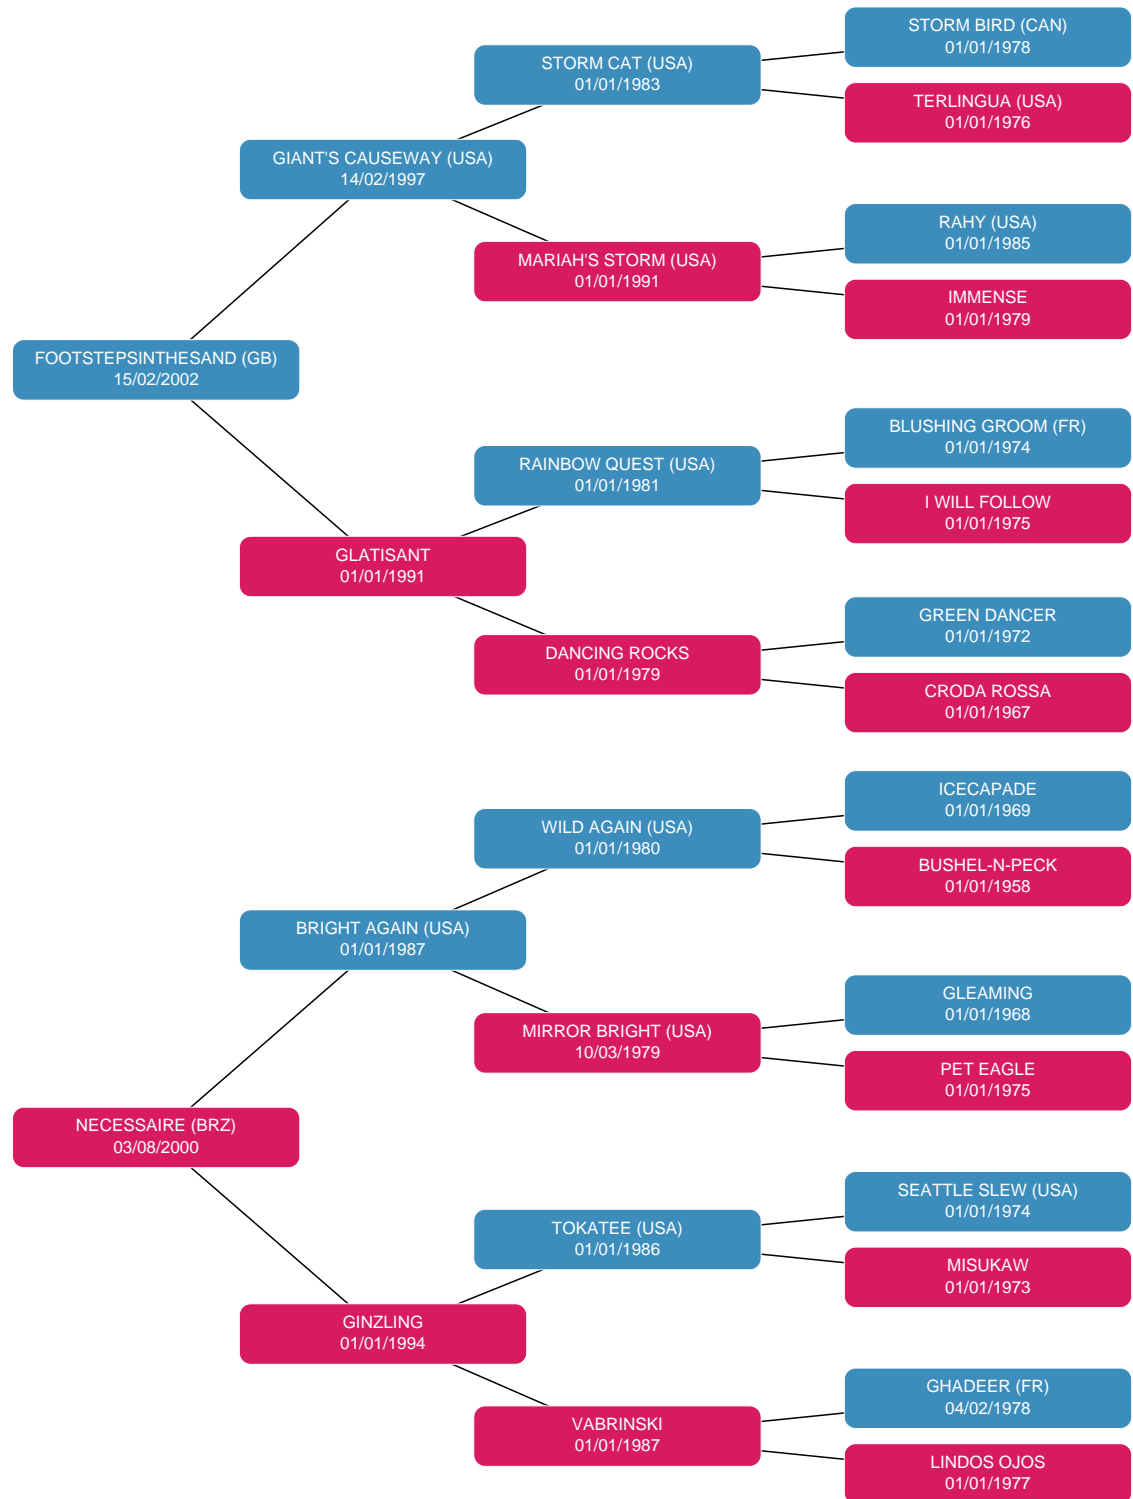 STORM BIRD (CAN)
01/01/1978
STORM CAT (USA)
01/01/1983
TERLINGUA (USA)
01/01/1976
GIANT'S CAUSEWAY (USA)
14/02/1997
RAHY (USA)
01/01/1985
MARIAH'S STORM (USA)
01/01/1991
IMMENSE
01/01/1979
FOOTSTEPSINTHESAND (GB)
15/02/2002
BLUSHING GROOM (FR)
01/01/1974
RAINBOW QUEST (USA)
01/01/1981
I WILL FOLLOW
01/01/1975
GLATISANT
01/01/1991
GREEN DANCER
01/01/1972
DANCING ROCKS
01/01/1979
CRODA ROSSA
01/01/1967
ICECAPADE
01/01/1969
WILD AGAIN (USA)
01/01/1980
BUSHEL-N-PECK
01/01/1958
BRIGHT AGAIN (USA)
01/01/1987
GLEAMING
01/01/1968
MIRROR BRIGHT (USA)
10/03/1979
PET EAGLE
01/01/1975
NECESSAIRE (BRZ)
03/08/2000
SEATTLE SLEW (USA)
01/01/1974
TOKATEE (USA)
01/01/1986
MISUKAW
01/01/1973
GINZLING
01/01/1994
GHADEER (FR)
04/02/1978
VABRINSKI
01/01/1987
LINDOS OJOS
01/01/1977